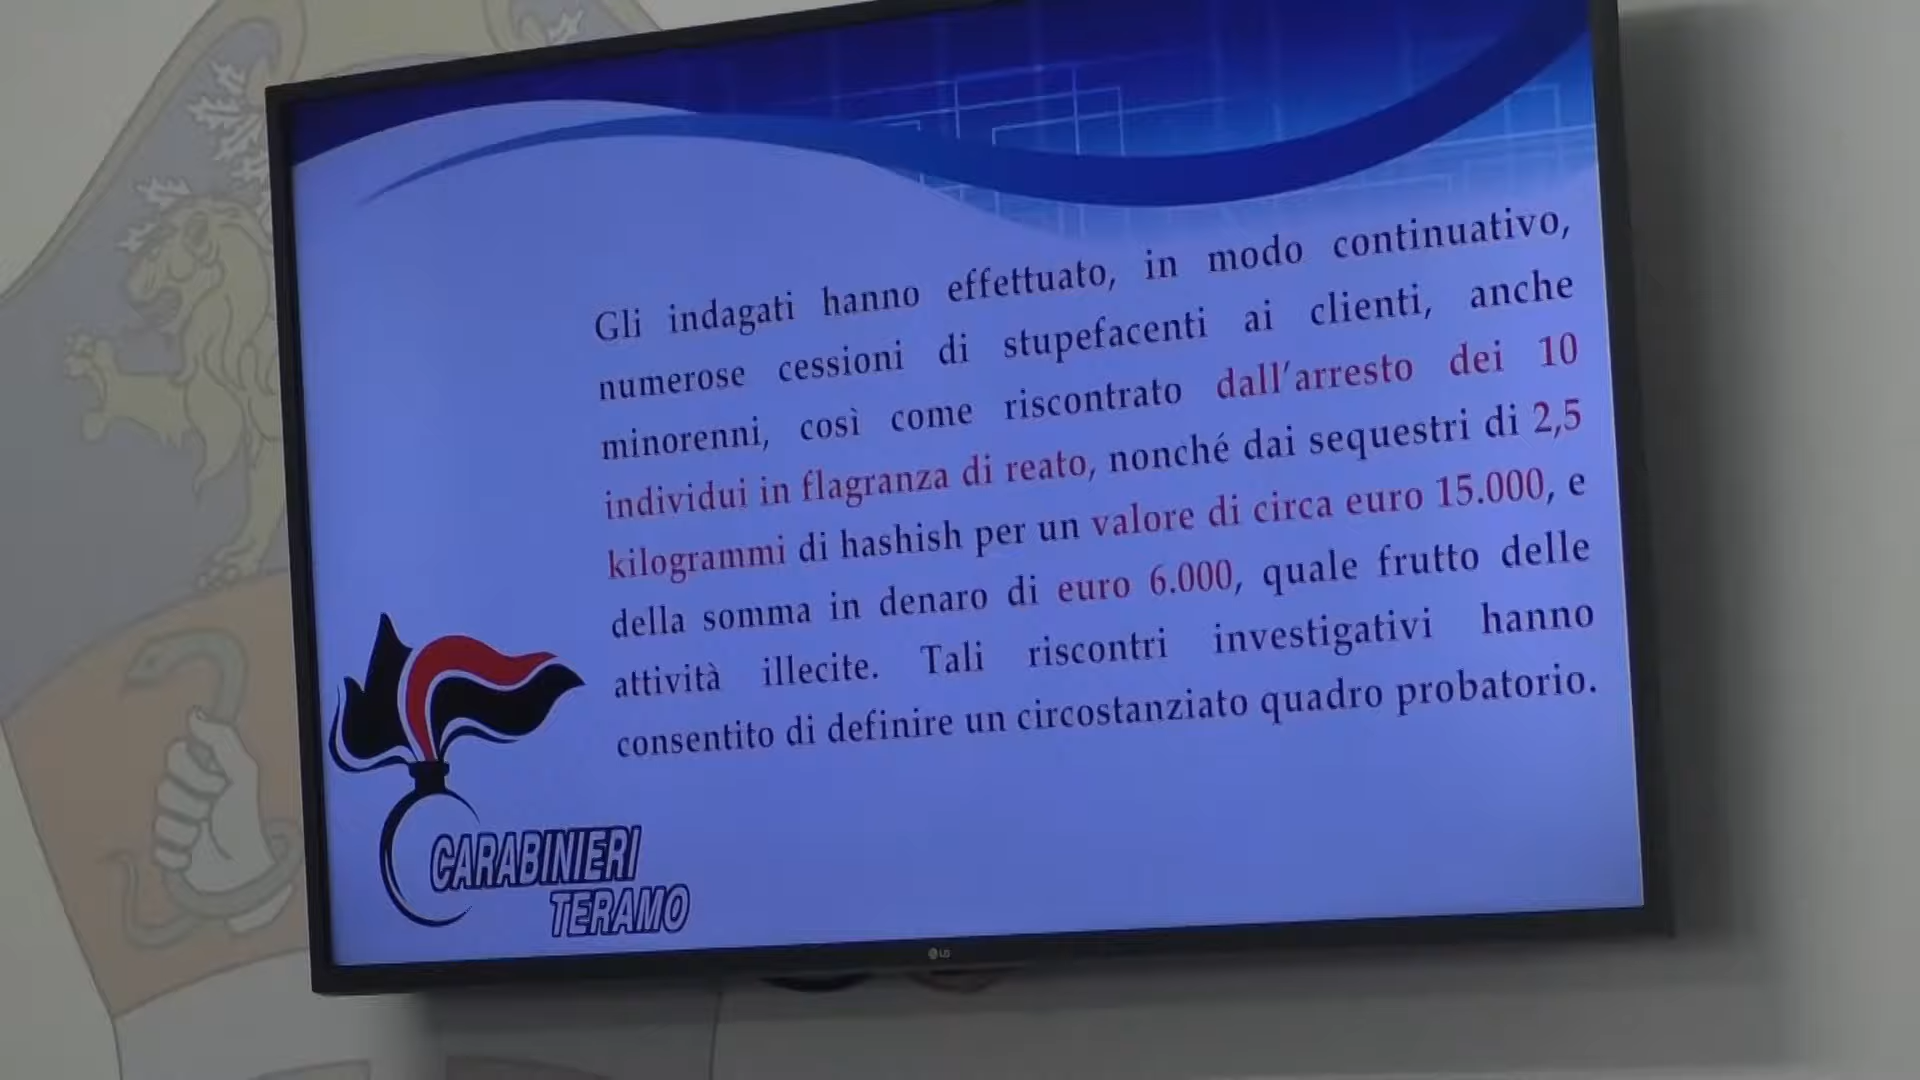 Gli indagati hanno effettuato, in modo continuativo,
numerose cessioni di stupefacenti ai clienti, anche
minorenni, così come riscontrato dall'arresto dei 10
individui in flagranza di reato, nonché dai sequestri di 2,5
kilogrammi di hashish per un valore di circa euro 15.000, e
della somma in denaro di euro 6.000, quale frutto delle
attività illecite. Tali riscontri investigativi hanno
consentito di definire un circostanziato quadro probatorio.
CARABINIERI
TERAMO
LG